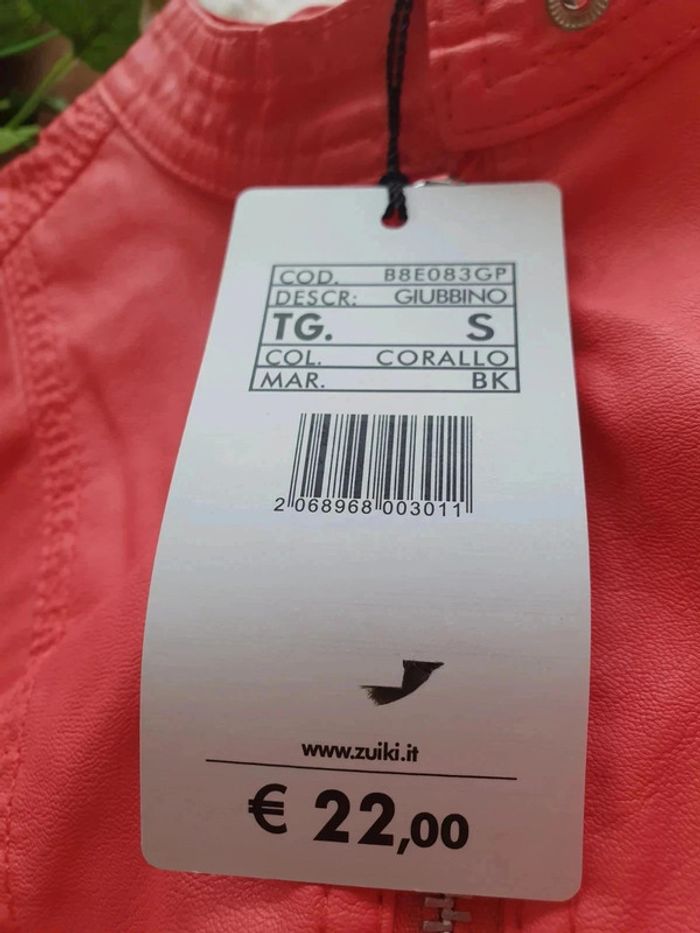 COD. B8E083GP
DESCR: GIUBBINO
TG. S
COL. CORALLO
MAR. BK
2 068968 003011
www.zuiki.it
€ 22,00